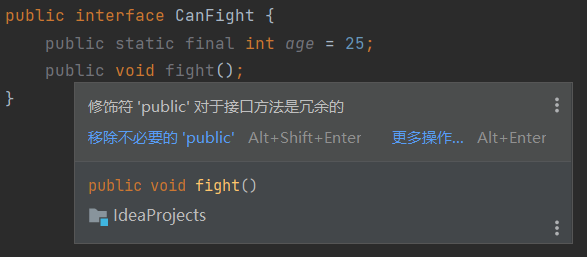 public interface CanFight {
public static final int age = 25;
public void fight();
}
修饰符 'public' 对于接口方法是冗余的
移除不必要的 'public' Alt+Shift+Enter 更多操作... Alt+Enter
public void fight()
IdeaProjects